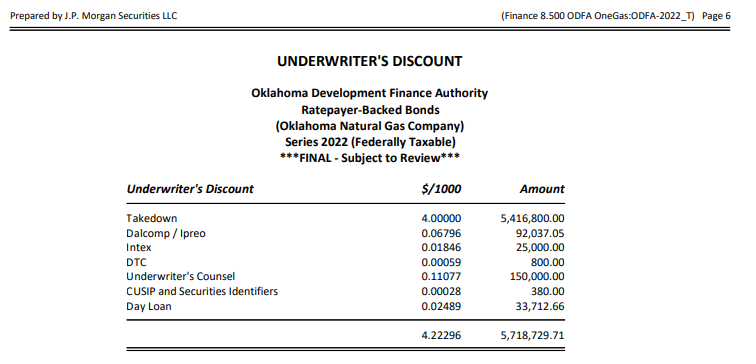 Prepared by J.P. Morgan Securities LLC (Finance 8.500 ODFA OneGas:ODFA-2022_T) Page 6
UNDERWRITER'S DISCOUNT
Oklahoma Development Finance Authority
Ratepayer-Backed Bonds
(Oklahoma Natural Gas Company)
Series 2022 (Federally Taxable)
***FINAL - Subject to Review***
Underwriter's Discount $/1000 Amount
Takedown 4.00000 5,416,800.00
Dalcomp / Ipreo 0.06796 92,037.05
Intex 0.01846 25,000.00
DTC 0.00059 800.00
Underwriter's Counsel 0.11077 150,000.00
CUSIP and Securities Identifiers 0.00028 380.00
Day Loan 0.02489 33,712.66
4.22296 5,718,729.71